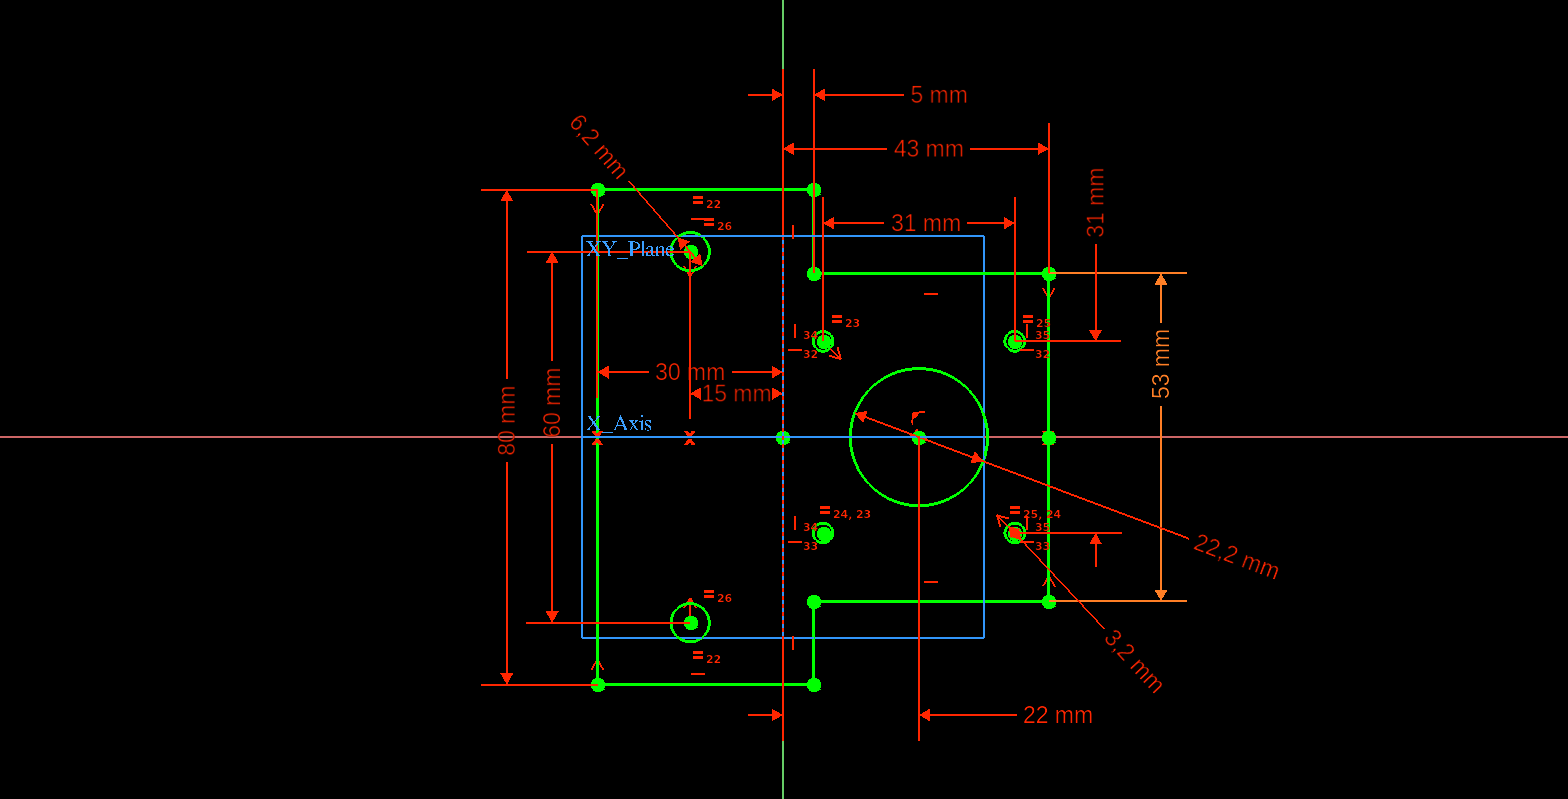 5 mm
6,2 mm
43 mm
31 mm
31 mm
= 22
= 26
XY_Plane
= 23
= 25
34
35
32
32
53 mm
30 mm
15 mm
80 mm
60 mm
X_Axis
= 24, 23
= 25, 24
34
35
33
33
22,2 mm
= 26
3,2 mm
= 22
22 mm